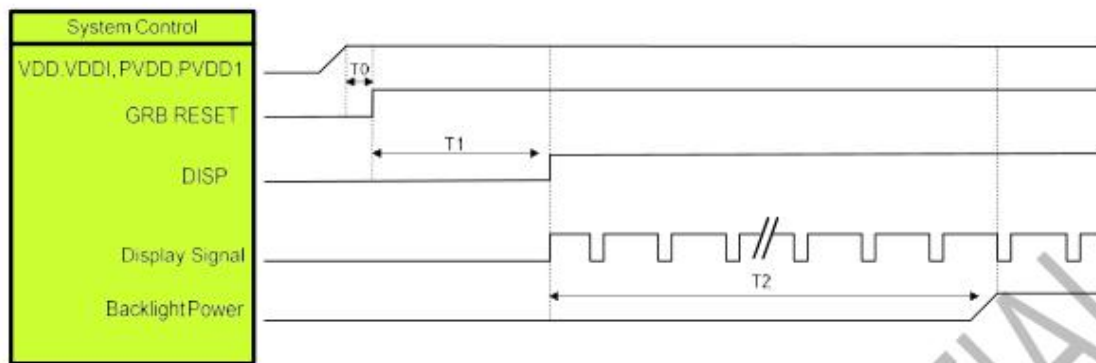 System Control
VDD.VDDI, PVDD.PVDD1
T0
GRB RESET
T1
DISP
Display Signal
T2
Backlight Power